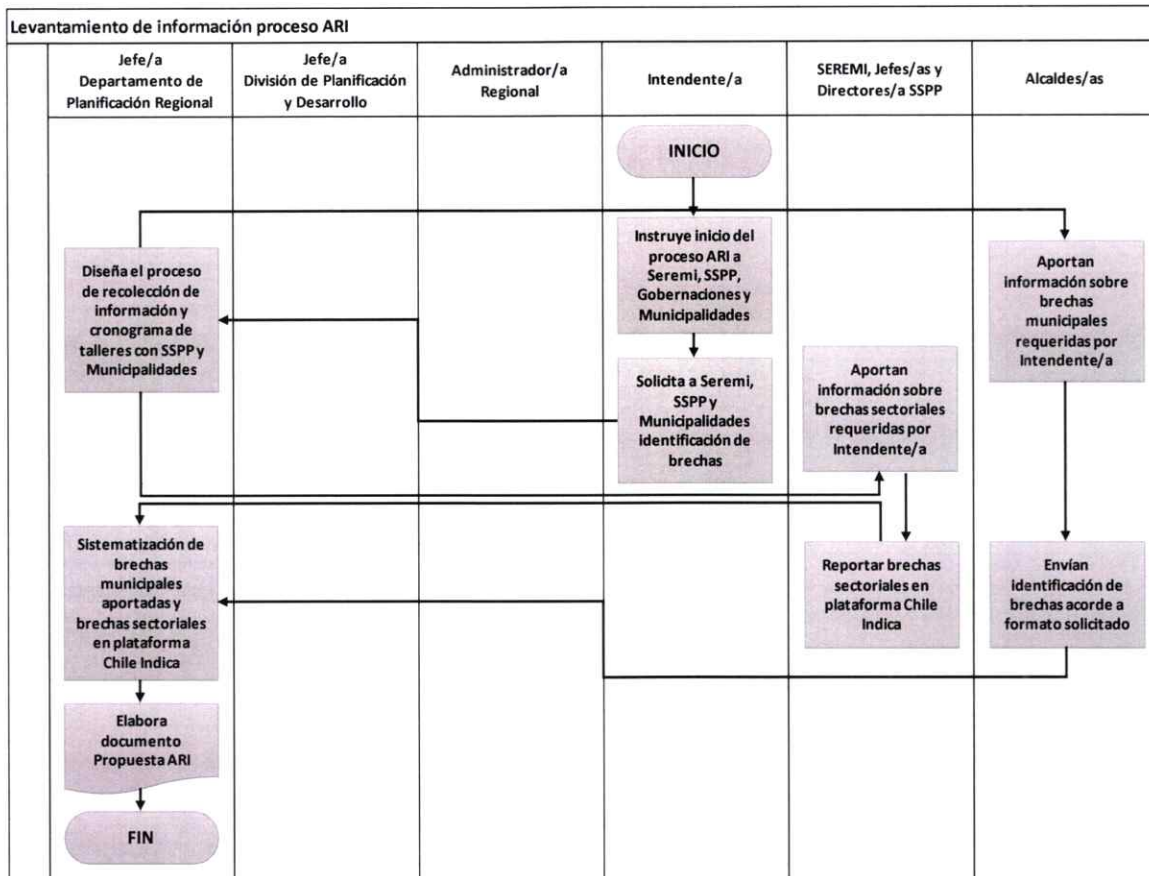 Levantamiento de información proceso ARI
Jefe/a
Departamento de
Planificación Regional
Jefe/a
División de Planificación
y Desarrollo
Administrador/a
Regional
Intendente/a
SEREMI, Jefes/as y
Directores/a SSPP
Alcaldes/as
INICIO
Instruye inicio del
proceso ARI a
Seremi, SSPP,
Gobernaciones y
Municipalidades
Solicita a Seremi,
SSPP y
Municipalidades
identificación de
brechas
Diseña el proceso
de recolección de
información y
cronograma de
talleres con SSPP y
Municipalidades
Aportan
información sobre
brechas sectoriales
requeridas por
Intendente/a
Aportan
información sobre
brechas
municipales
requeridas por
Intendente/a
Reportar brechas
sectoriales en
plataforma Chile
Indica
Envían
identificación de
brechas acorde a
formato solicitado
Sistematización de
brechas
municipales
aportadas y
brechas sectoriales
en plataforma
Chile Indica
Elabora
documento
Propuesta ARI
FIN